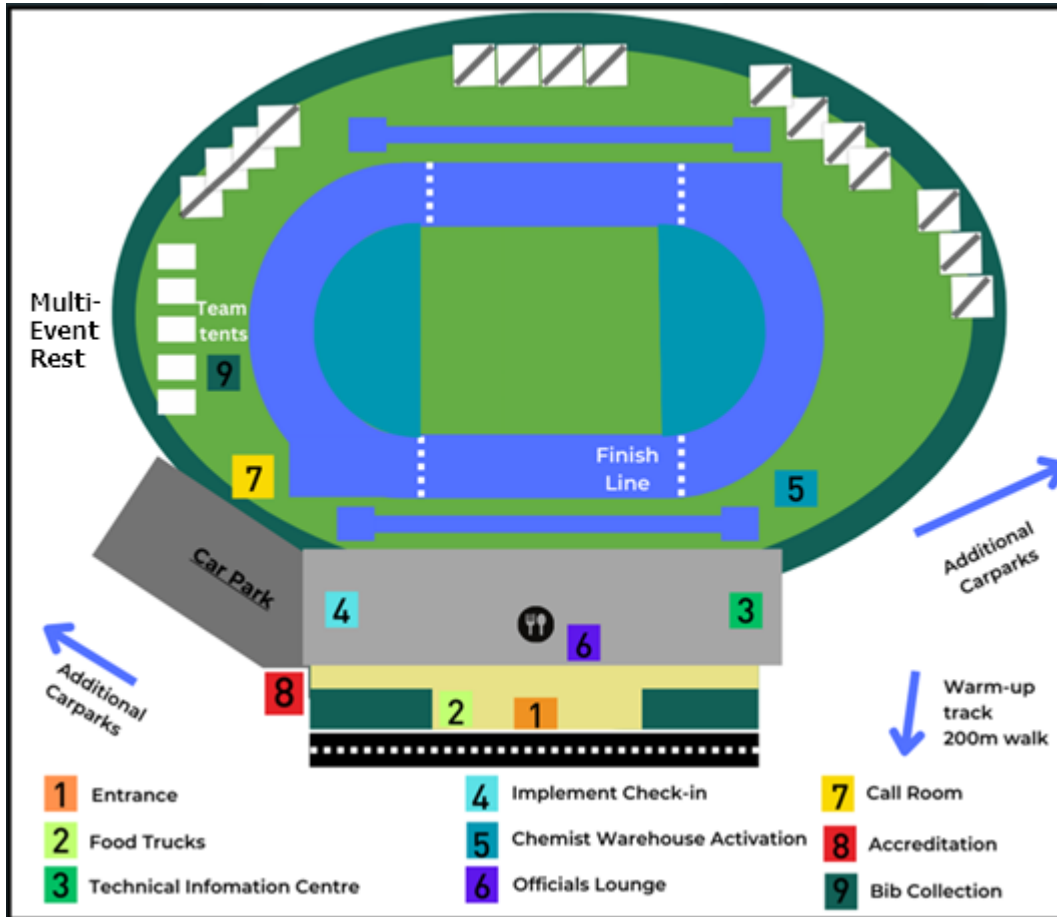 Multi-
Event
Rest
Team
tents
9
7
Finish
Line
5
Car Park
Additional
Carparks
4
6
3
Additional
Carparks
8
2
1
Warm-up
track
200m walk
1 Entrance
2 Food Trucks
3 Technical Infomation Centre
4 Implement Check-in
5 Chemist Warehouse Activation
6 Officials Lounge
7 Call Room
8 Accreditation
9 Bib Collection